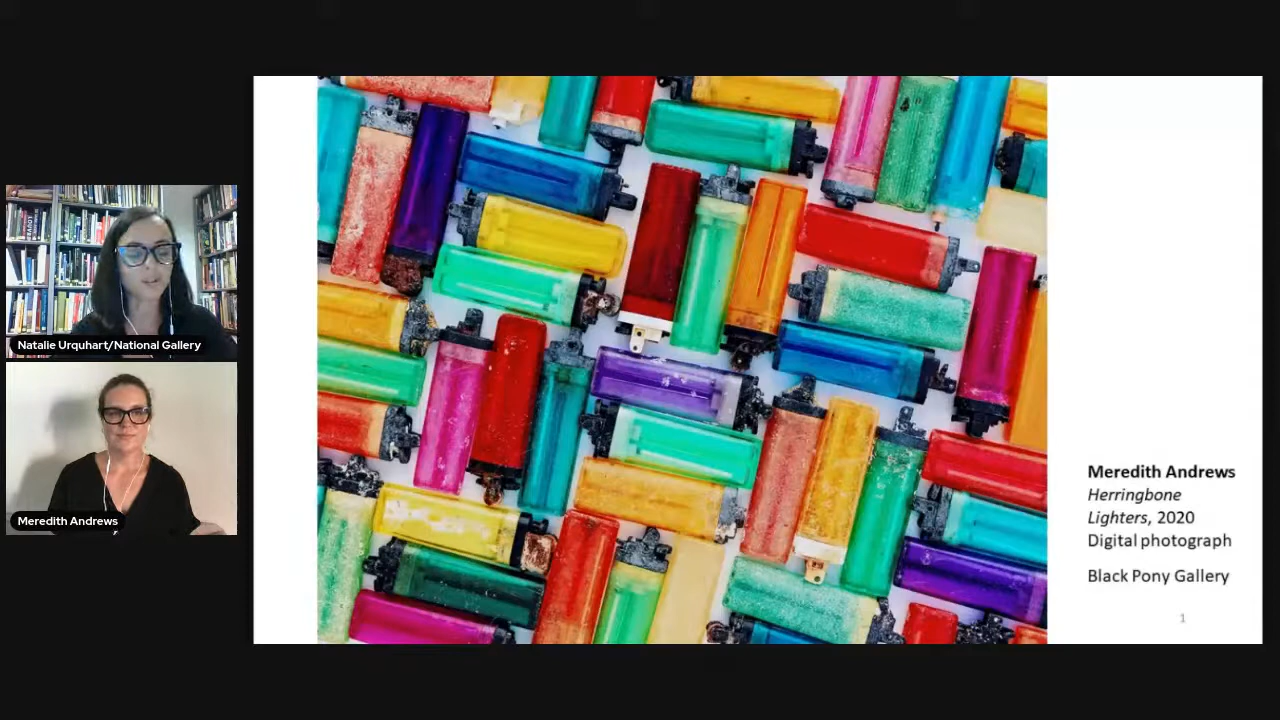 Natalie Urquhart/National Gallery
Meredith Andrews
Meredith Andrews
Herringbone
Lighters, 2020
Digital photograph
Black Pony Gallery
1